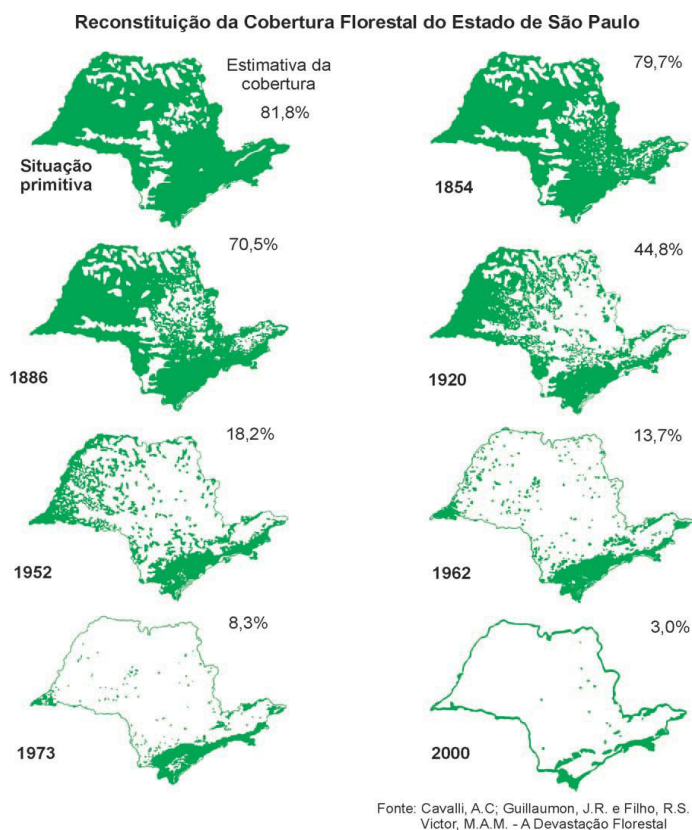 Reconstituição da Cobertura Florestal do Estado de São Paulo
Estimativa da
cobertura
81,8%
Situação
primitiva
79,7%
1854
70,5%
1886
44,8%
1920
18,2%
1952
13,7%
1962
8,3%
1973
3,0%
2000
Fonte: Cavalli, A.C; Guillaumon, J.R. e Filho, R.S.
Victor, M.A.M. - A Devastação Florestal